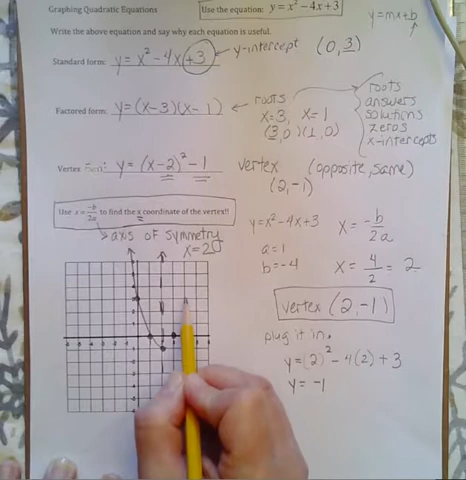 Graphing Quadratic Equations
Use the equation: y = x² − 4x + 3
y = mx + b
Write the above equation and say why each equation is useful.
Standard form: y = x² − 4x + 3 y-intercept (0, 3)
Factored form: y = (x−3)(x−1)
roots
x = 3, x = 1
(3,0) (1,0)
roots
answers
solutions
zeros
x-intercepts
Vertex Form: y = (x−2)² − 1
vertex (opposite, same)
(2, −1)
Use x = −b/2a to find the x coordinate of the vertex!!
axis of symmetry
x = 2
y = x² − 4x + 3
a = 1
b = −4
x = −b/2a
x = 4/2 = 2
vertex (2, −1)
plug it in.
y = (2)² − 4(2) + 3
y = −1